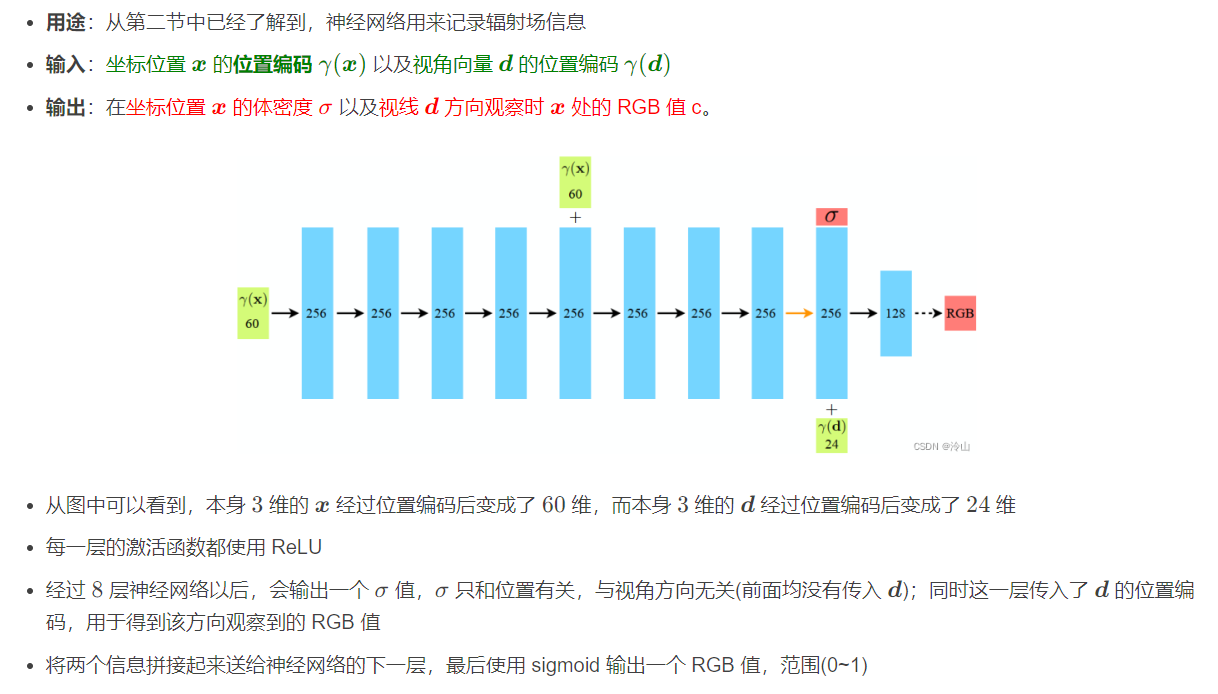 用途：从第二节中已经了解到，神经网络用来记录辐射场信息
输入：坐标位置 x 的位置编码 γ(x) 以及视角向量 d 的位置编码 γ(d)
输出：在坐标位置 x 的体密度 σ 以及视线 d 方向观察时 x 处的 RGB 值 c。
γ(x)
60
+
σ
γ(x)
60
256 256 256 256 256 256 256 256 256 128 RGB
+
γ(d)
24
CSDN @泠山
从图中可以看到，本身 3 维的 x 经过位置编码后变成了 60 维，而本身 3 维的 d 经过位置编码后变成了 24 维
每一层的激活函数都使用 ReLU
经过 8 层神经网络以后，会输出一个 σ 值，σ 只和位置有关，与视角方向无关(前面均没有传入 d)；同时这一层传入了 d 的位置编
码，用于得到该方向观察到的 RGB 值
将两个信息拼接起来送给神经网络的下一层，最后使用 sigmoid 输出一个 RGB 值，范围(0~1)